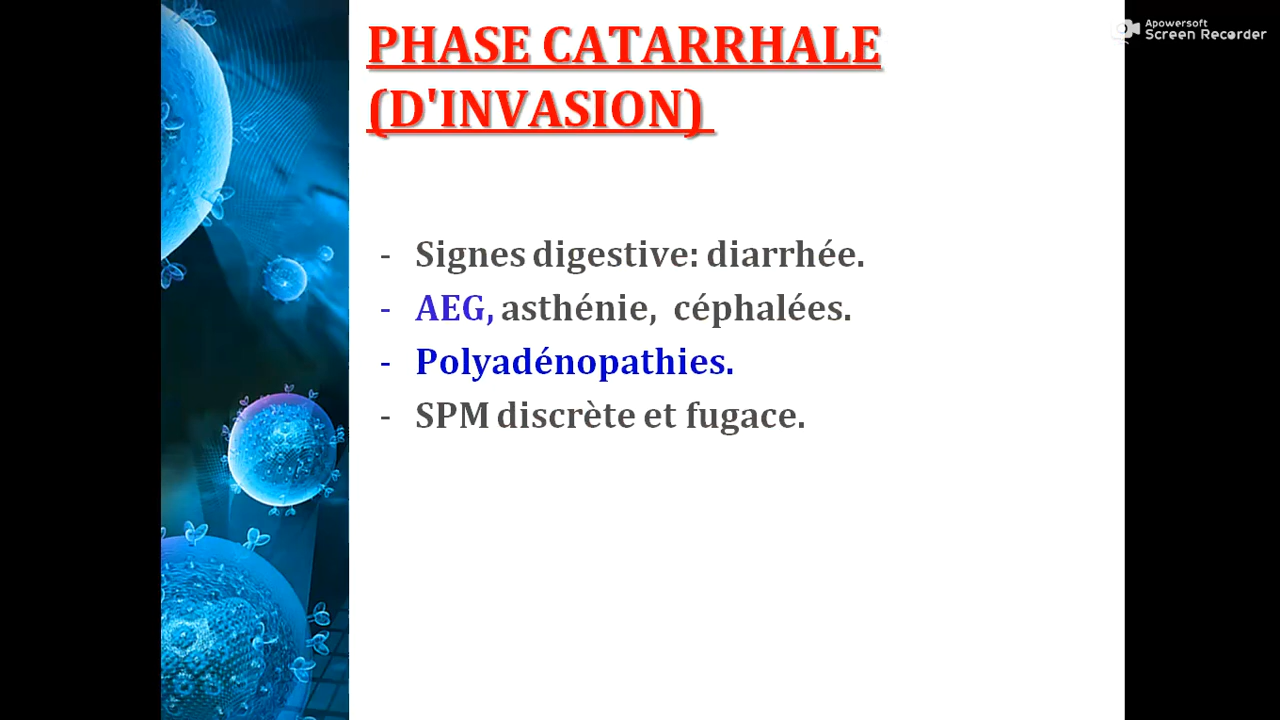 PHASE CATARRHALE
(D'INVASION)
Apowersoft
Screen Recorder
- Signes digestive: diarrhée.
- AEG, asthénie, céphalées.
- Polyadénopathies.
- SPM discrète et fugace.